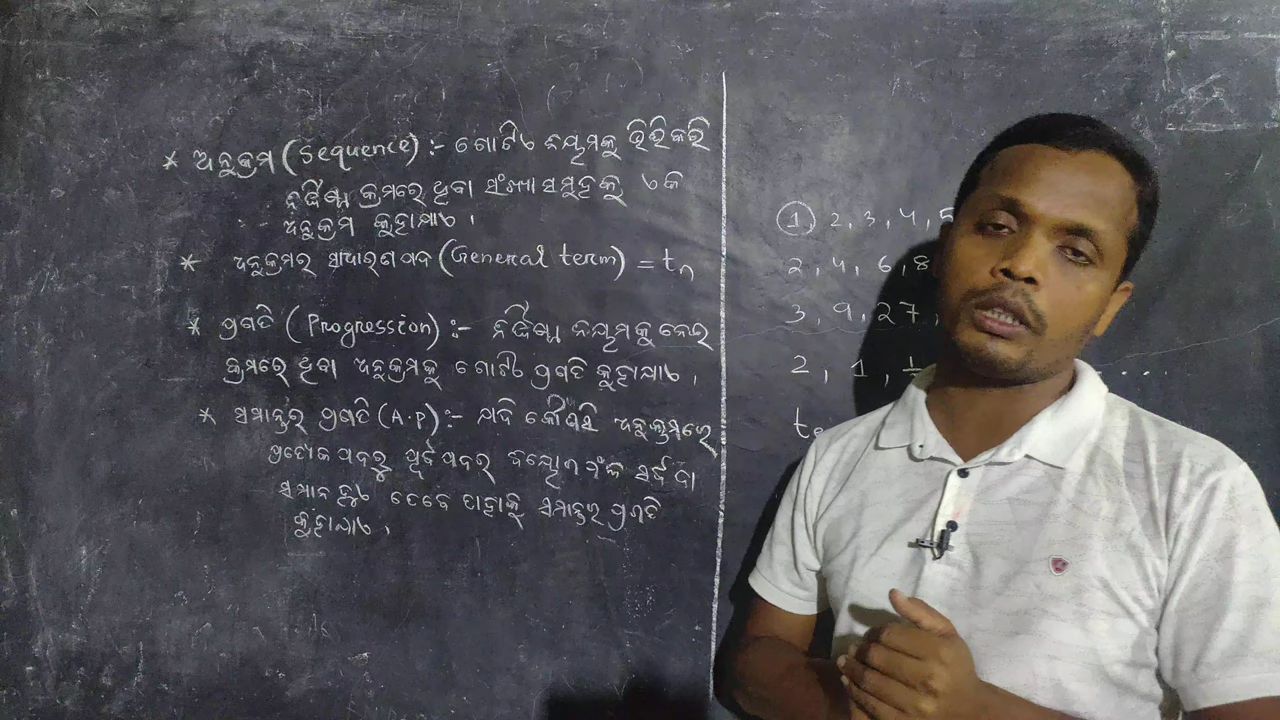 * ଅନୁକ୍ରମ (Sequence) :- ଗୋଟିଏ ନିୟମକୁ ଭିତ୍ତିକରି
ନିର୍ଦ୍ଦିଷ୍ଟ କ୍ରମରେ ଥିବା ସଂଖ୍ୟା ସମୂହକୁ ଏକ
ଅନୁକ୍ରମ କୁହାଯାଏ ।
* ଅନୁକ୍ରମର ସାଧାରଣ ପଦ (General term) = tn
* ପ୍ରଗତି (Progression) :- ନିର୍ଦ୍ଦିଷ୍ଟ ନିୟମକୁ ନେଇ
କ୍ରମରେ ଥିବା ଅନୁକ୍ରମକୁ ଗୋଟିଏ ପ୍ରଗତି କୁହାଯାଏ ।
* ସମାନ୍ତର ପ୍ରଗତି (A.P) :- ଯଦି କୌଣସି ଅନୁକ୍ରମରେ
ପ୍ରତ୍ୟେକ ପଦରୁ ପୂର୍ବ ପଦର ବିୟୋଗଫଳ ସର୍ବଦା
ସମାନ ହୁଏ ତେବେ ତାହାକୁ ସମାନ୍ତର ପ୍ରଗତି
କୁହାଯାଏ ।
1, 2, 3, 4, 5
2, 4, 6, 8
3, 9, 27,
2, 1, ....